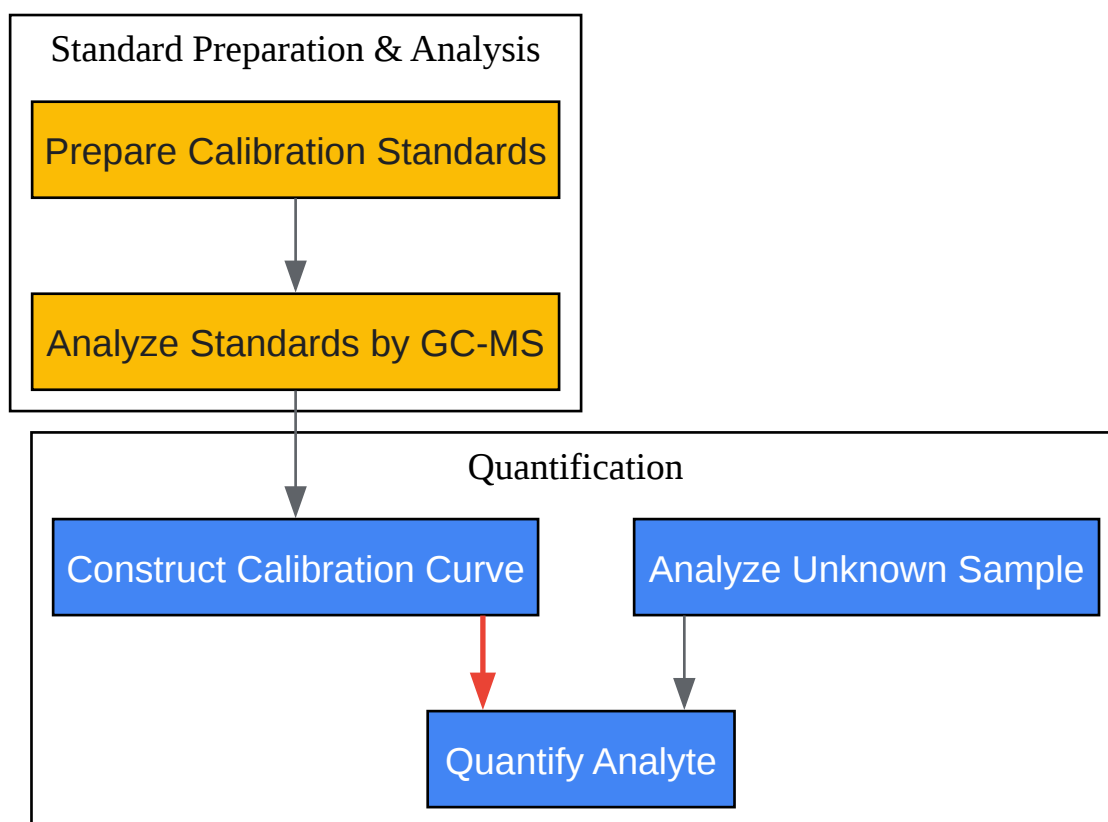 Standard Preparation & Analysis
Prepare Calibration Standards
Analyze Standards by GC-MS
Quantification
Construct Calibration Curve
Analyze Unknown Sample
Quantify Analyte